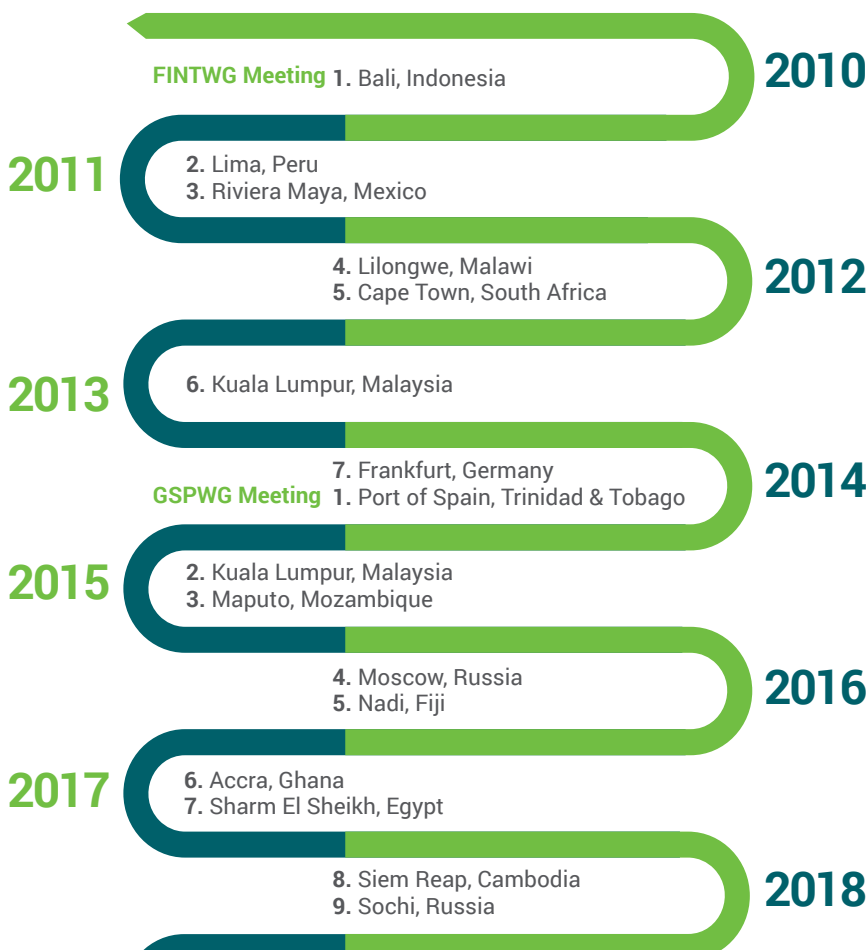 2010
FINTWG Meeting 1. Bali, Indonesia
2011
2. Lima, Peru
3. Riviera Maya, Mexico
2012
4. Lilongwe, Malawi
5. Cape Town, South Africa
2013
6. Kuala Lumpur, Malaysia
2014
7. Frankfurt, Germany
GSPWG Meeting 1. Port of Spain, Trinidad & Tobago
2015
2. Kuala Lumpur, Malaysia
3. Maputo, Mozambique
2016
4. Moscow, Russia
5. Nadi, Fiji
2017
6. Accra, Ghana
7. Sharm El Sheikh, Egypt
2018
8. Siem Reap, Cambodia
9. Sochi, Russia